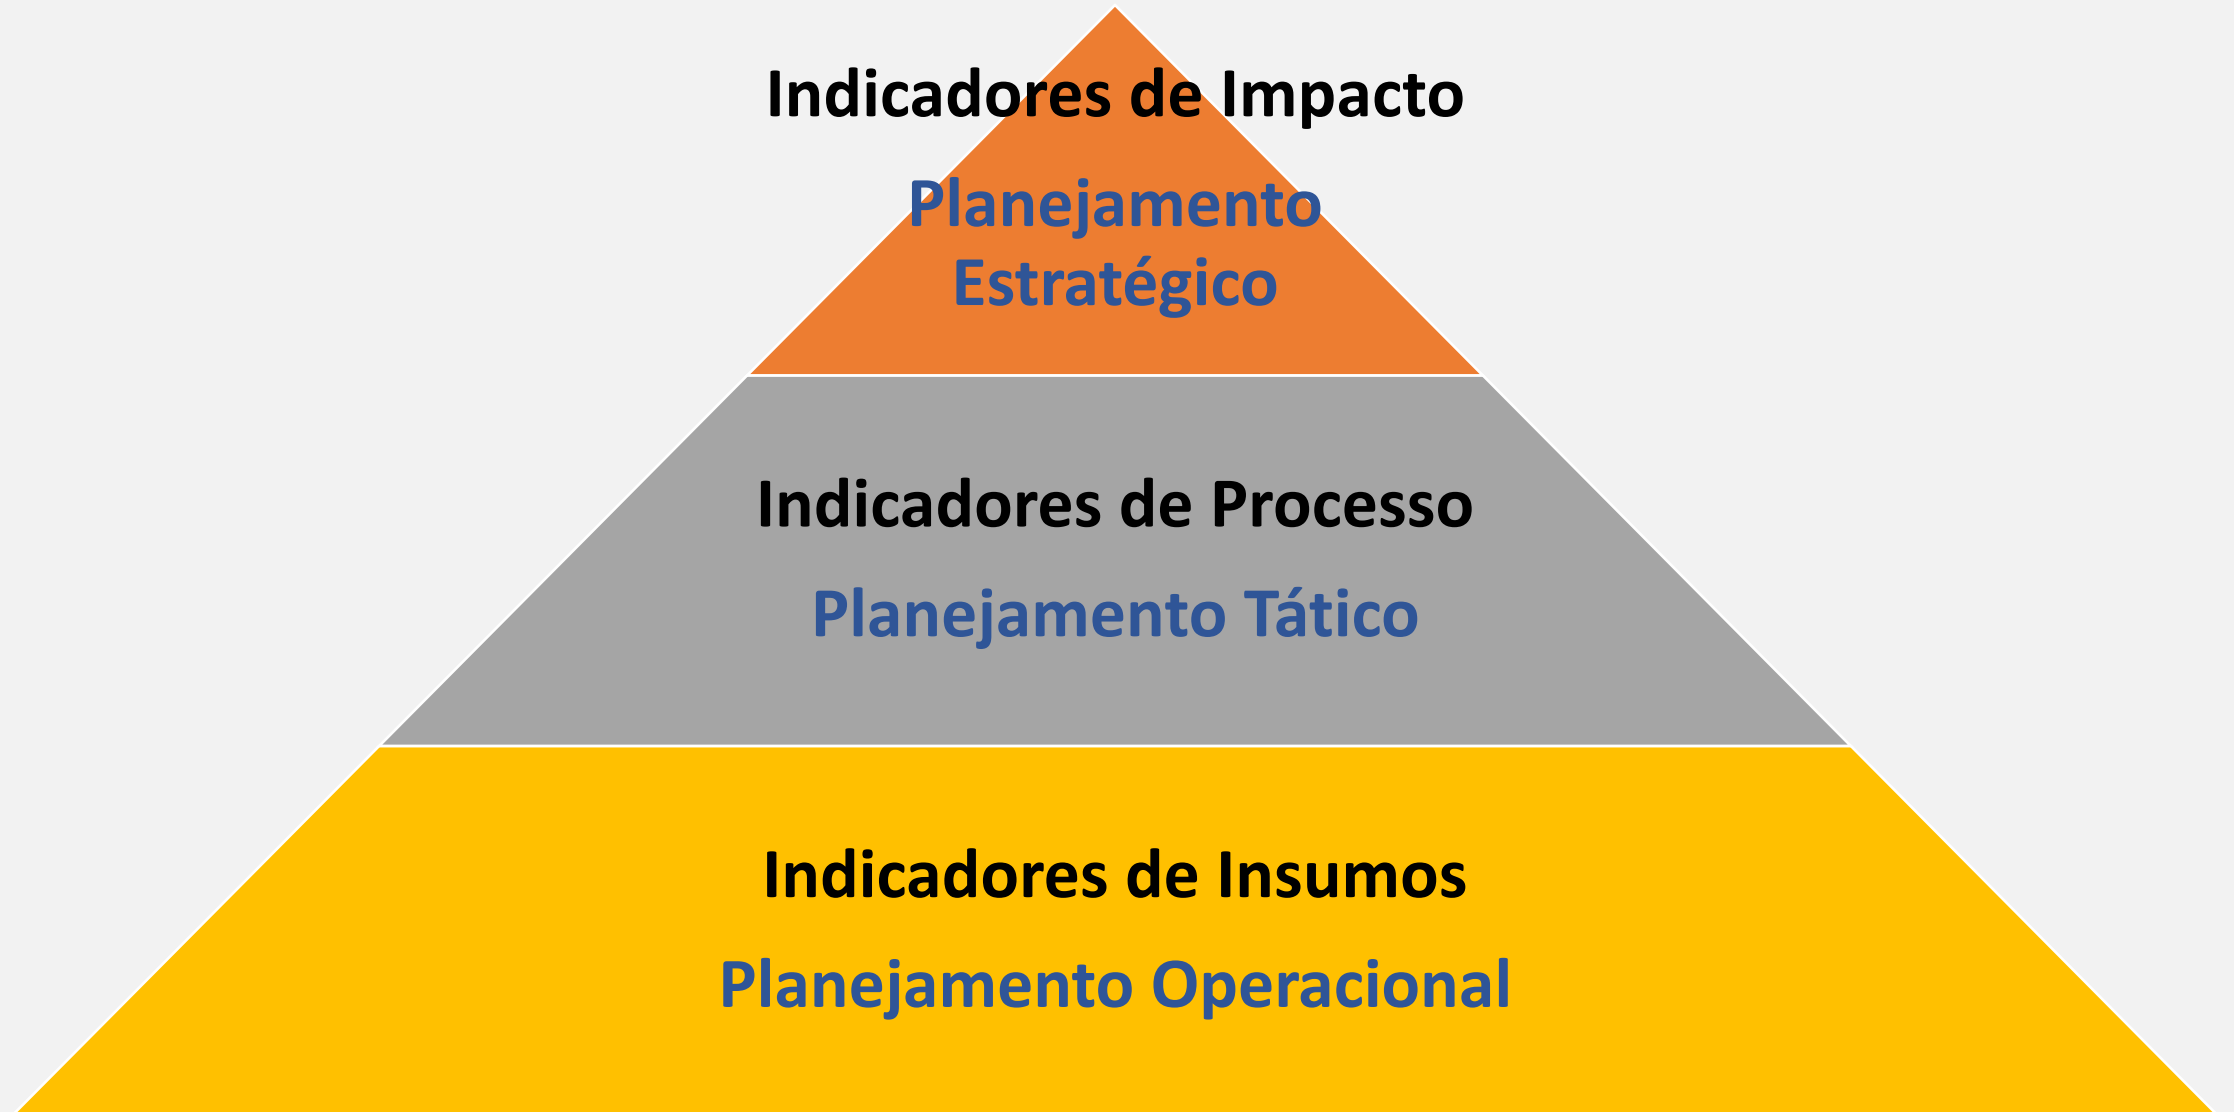 Indicadores de Impacto
Planejamento
Estratégico
Indicadores de Processo
Planejamento Tático
Indicadores de Insumos
Planejamento Operacional